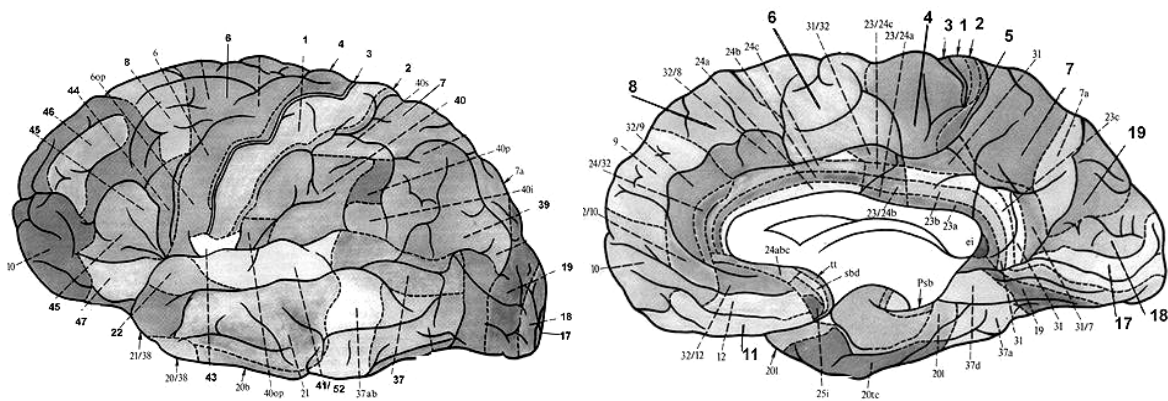 6op
8
6
6
1
4
3
2
40s
7
40
44
46
45
40p
7a
40i
39
10
45
47
22
21/38
20/38
43
20b
40op
21
41/
52
37ab
37
19
18
17
6
31/32
23/24c
23/24a
4
3
1
2
5
31
24c
24b
24a
32/8
8
7
7a
23c
19
32/9
9
24/32
2/10
10
23/24b
23b
23a
ei
24abc
tt
sbd
Psb
17
18
32/12
11
12
20l
25i
20tc
20l
37d
37a
31
19
31
31/7